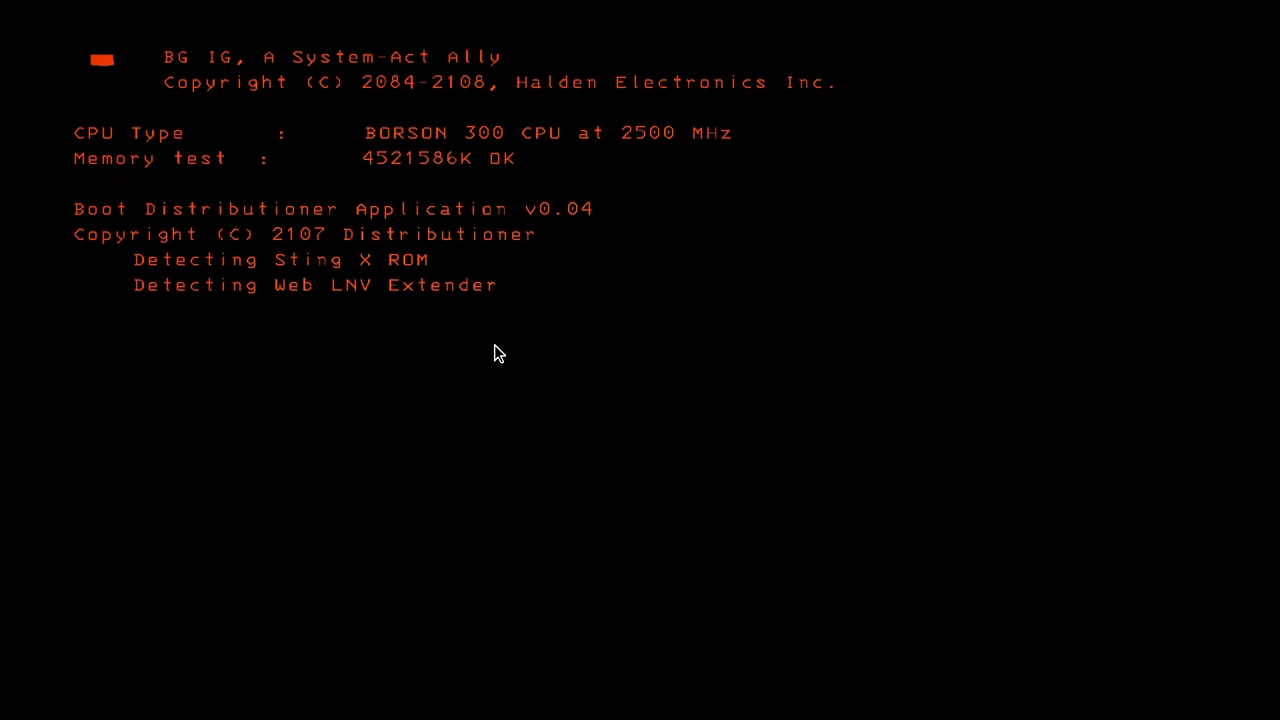 BG IG, A System-Act Ally
Copyright (C) 2084-2108, Halden Electronics Inc.
CPU Type : BORSON 300 CPU at 2500 MHz
Memory test : 4521586K OK
Boot Distributioner Application v0.04
Copyright (C) 2107 Distributioner
Detecting Sting X ROM
Detecting Web LNV Extender